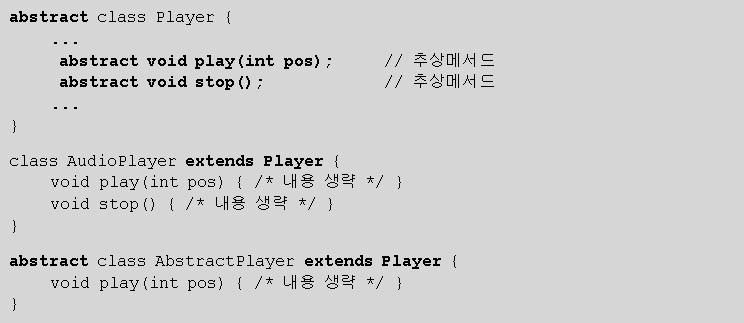 abstract class Player {
...
abstract void play(int pos); // 추상메서드
abstract void stop(); // 추상메서드
...
}
class AudioPlayer extends Player {
void play(int pos) { /* 내용 생략 */ }
void stop() { /* 내용 생략 */ }
}
abstract class AbstractPlayer extends Player {
void play(int pos) { /* 내용 생략 */ }
}